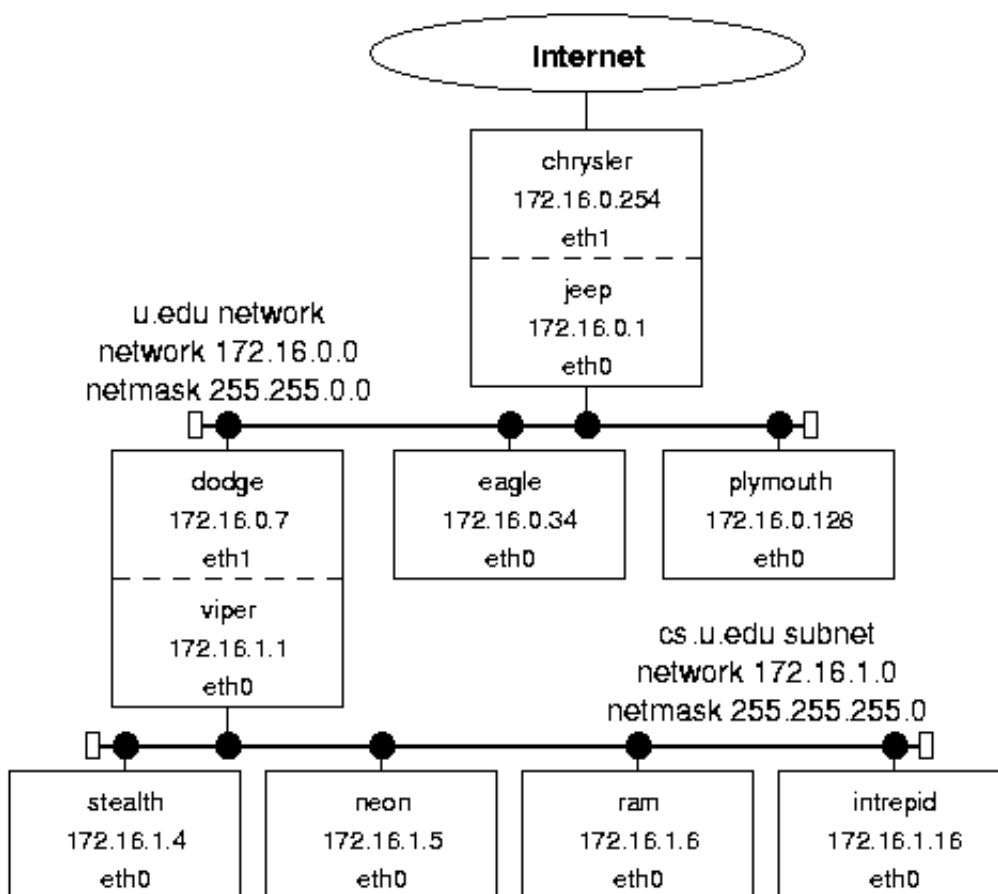 Internet
chrysler
172.16.0.254
eth1
jeep
172.16.0.1
eth0
u.edu network
network 172.16.0.0
netmask 255.255.0.0
dodge
172.16.0.7
eth1
viper
172.16.1.1
eth0
eagle
172.16.0.34
eth0
plymouth
172.16.0.128
eth0
cs.u.edu subnet
network 172.16.1.0
netmask 255.255.255.0
stealth
172.16.1.4
eth0
neon
172.16.1.5
eth0
ram
172.16.1.6
eth0
intrepid
172.16.1.16
eth0